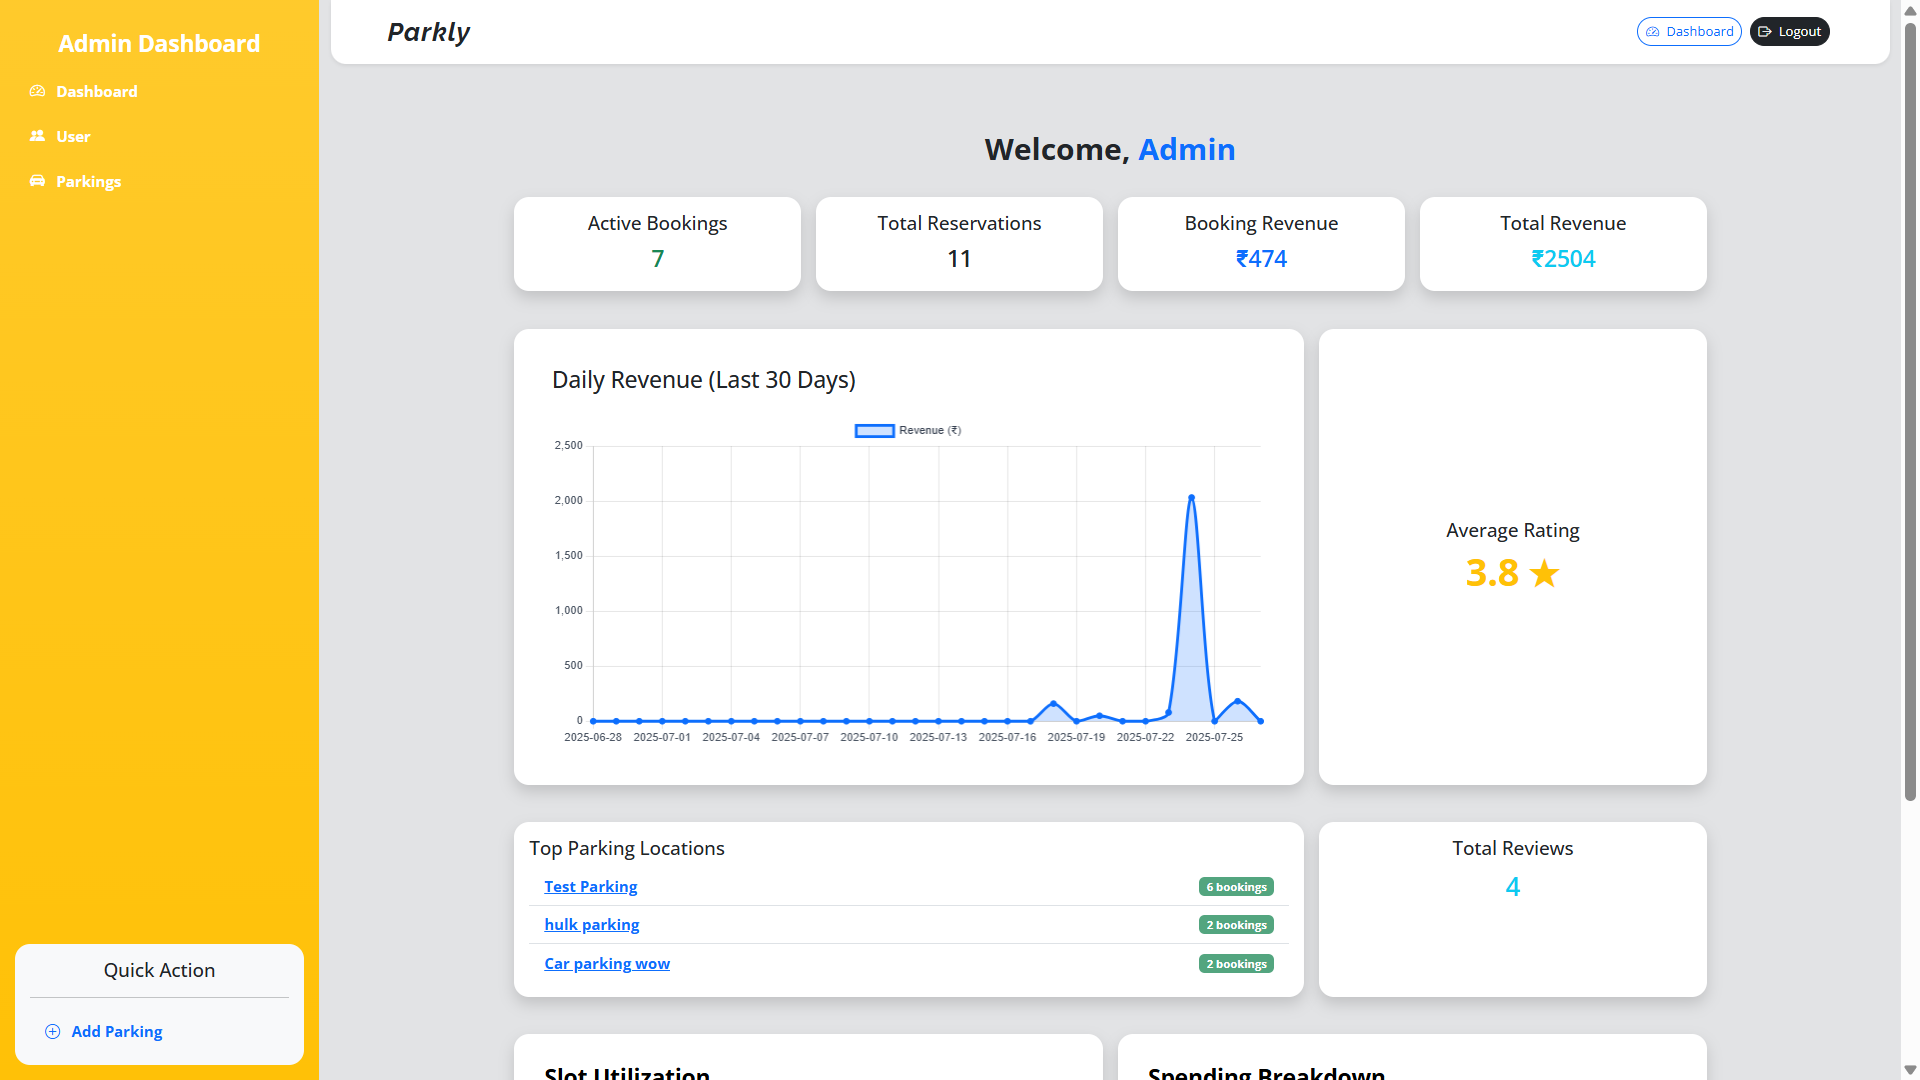 Admin Dashboard
Dashboard
User
Parkings
Quick Action
Add Parking
Parkly
Dashboard
Logout
Welcome, Admin
Active Bookings
7
Total Reservations
11
Booking Revenue
₹474
Total Revenue
₹2504
Daily Revenue (Last 30 Days)
Revenue (₹)
2,500
2,000
1,500
1,000
500
0
2025-06-28 2025-07-01 2025-07-04 2025-07-07 2025-07-10 2025-07-13 2025-07-16 2025-07-19 2025-07-22 2025-07-25
Average Rating
3.8 ★
Top Parking Locations
Test Parking 6 bookings
hulk parking 2 bookings
Car parking wow 2 bookings
Total Reviews
4
Slot Utilization
Spending Breakdown